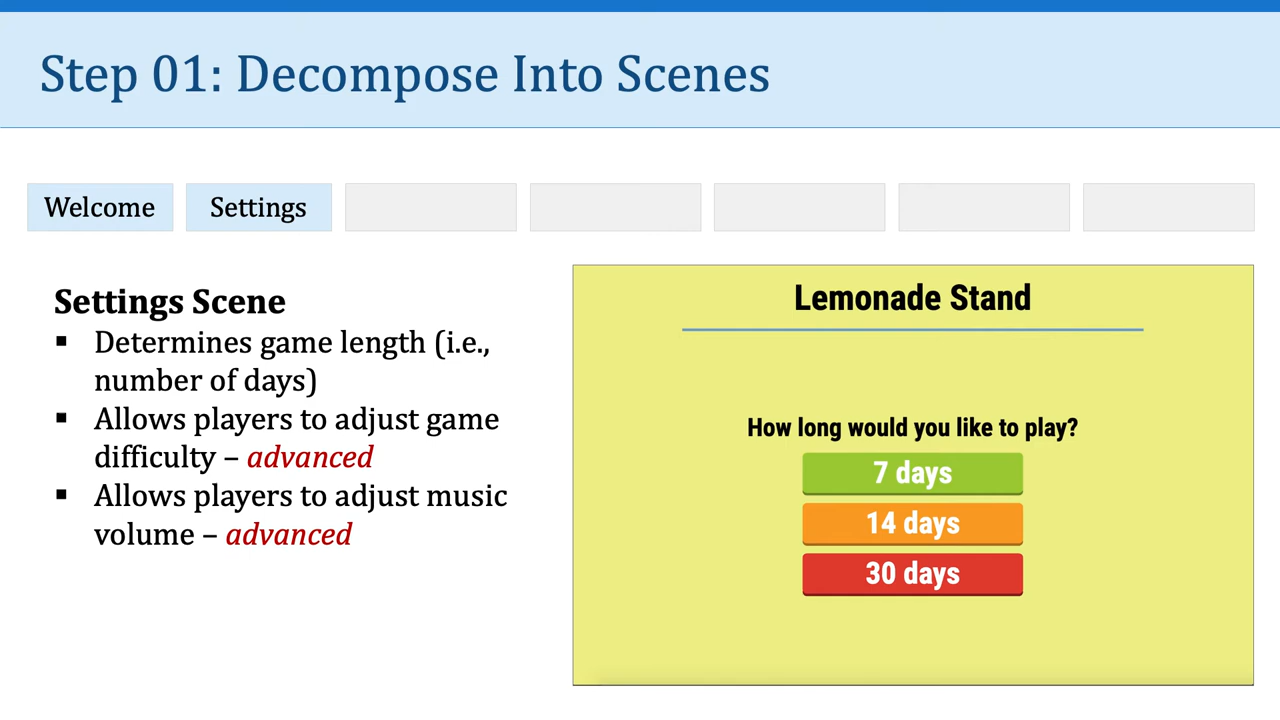 Step 01: Decompose Into Scenes
Welcome
Settings
Settings Scene
▪ Determines game length (i.e.,
number of days)
▪ Allows players to adjust game
difficulty – advanced
▪ Allows players to adjust music
volume – advanced
Lemonade Stand
How long would you like to play?
7 days
14 days
30 days